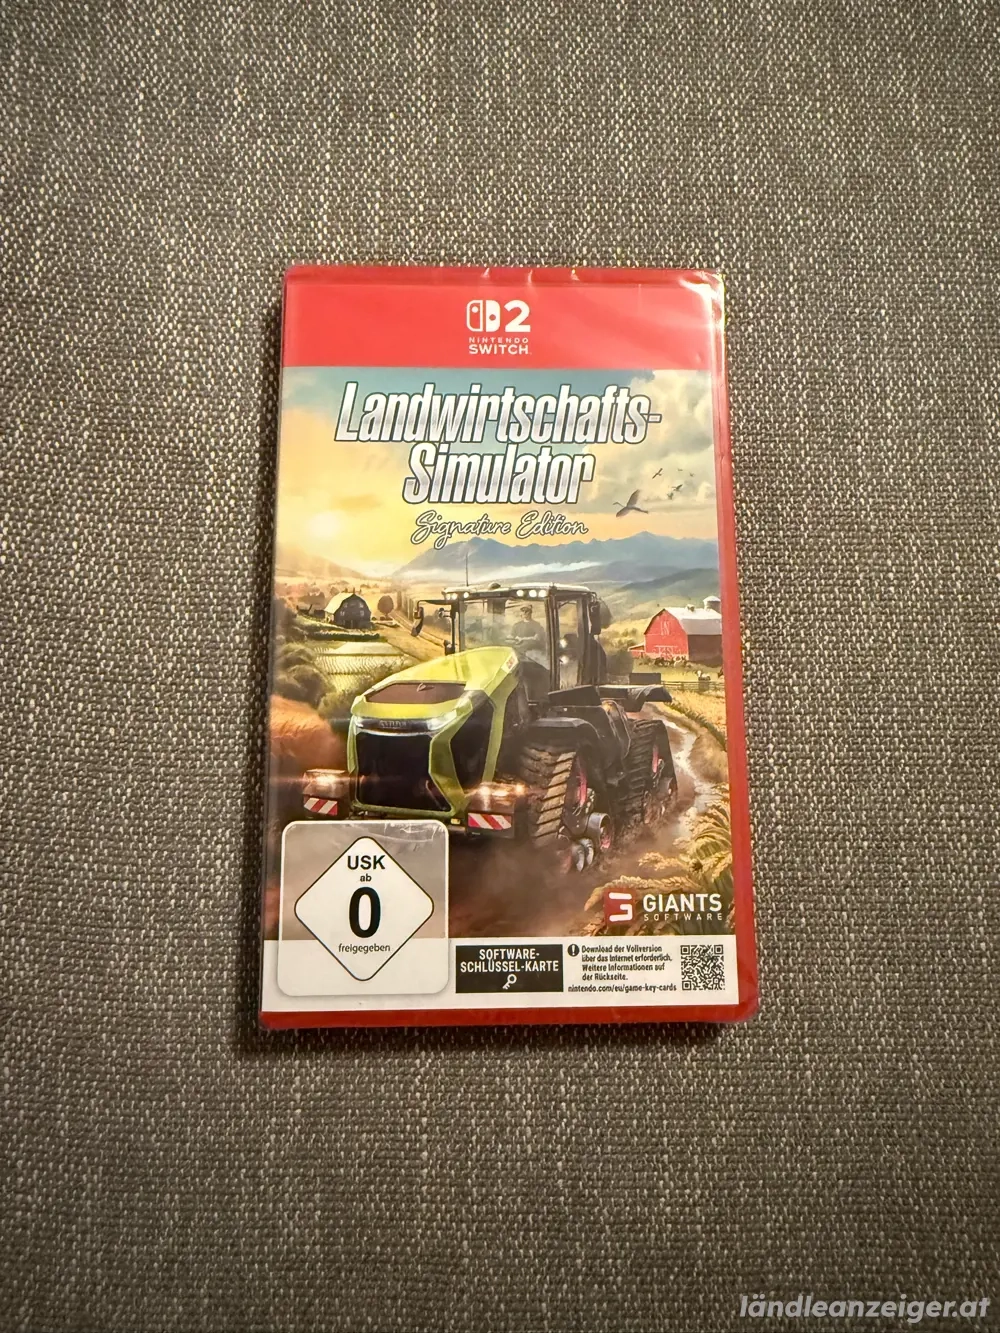 2
NINTENDO
SWITCH
Landwirtschafts-
Simulator
Signature Edition
USK
ab
0
freigegeben
GIANTS
SOFTWARE
SOFTWARE-
SCHLÜSSEL-KARTE
Download der Vollversion
über das Internet erforderlich.
Weitere Informationen auf
der Rückseite.
nintendo.com/eu/game-key-cards
ländleanzeiger.at